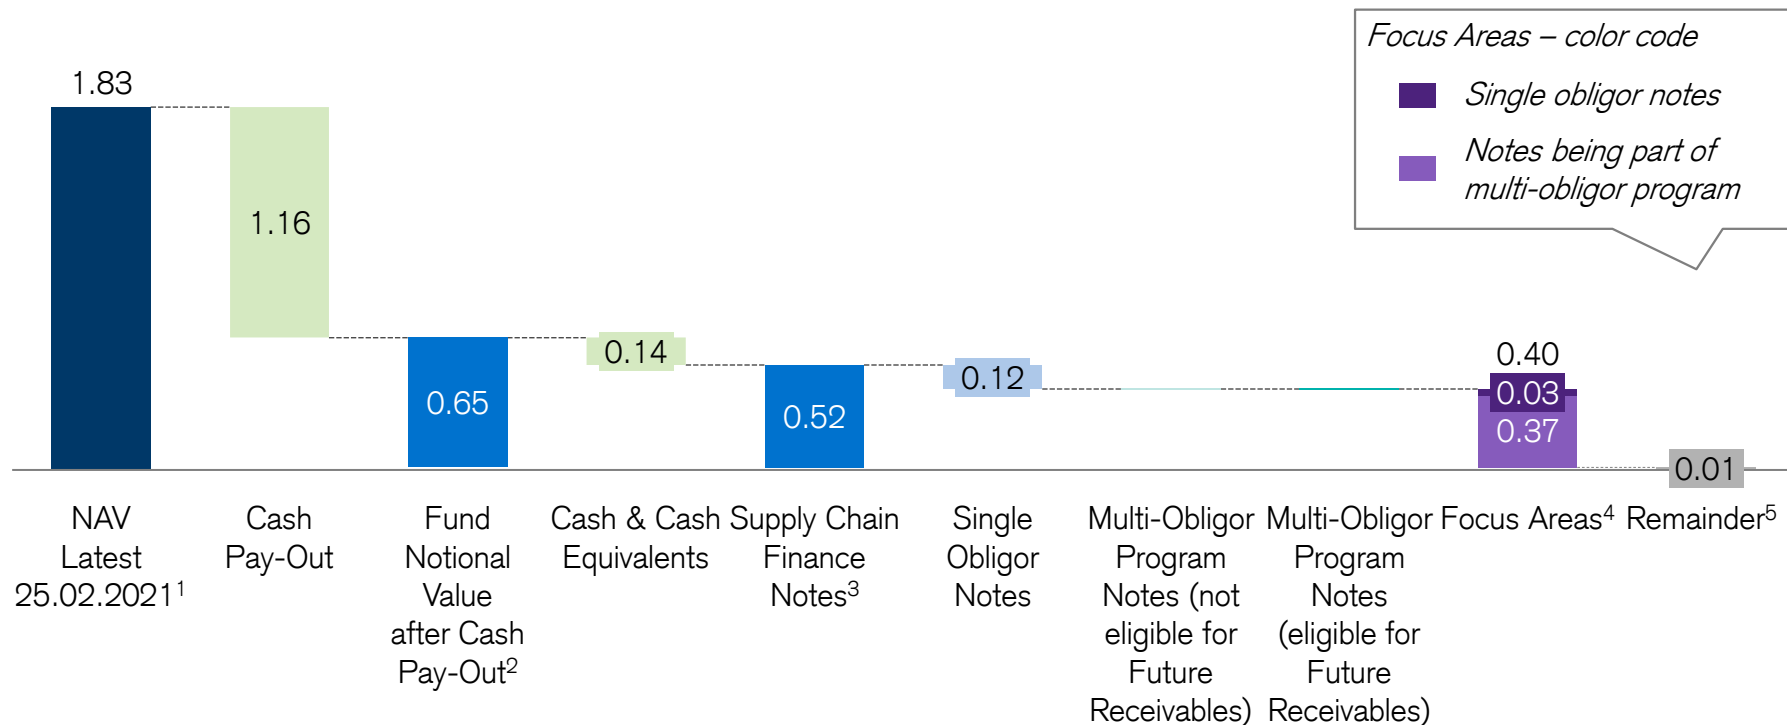 Focus Areas – color code
Single obligor notes
Notes being part of
multi-obligor program
1.83
1.16
0.65
0.14
0.52
0.12
0.40
0.03
0.37
0.01
NAV
Latest
25.02.2021¹
Cash
Pay-Out
Fund
Notional
Value
after Cash
Pay-Out²
Cash & Cash
Equivalents
Supply Chain
Finance
Notes³
Single
Obligor
Notes
Multi-Obligor
Program
Notes (not
eligible for
Future
Receivables)
Multi-Obligor
Program
Notes
(eligible for
Future
Receivables)
Focus Areas⁴
Remainder⁵